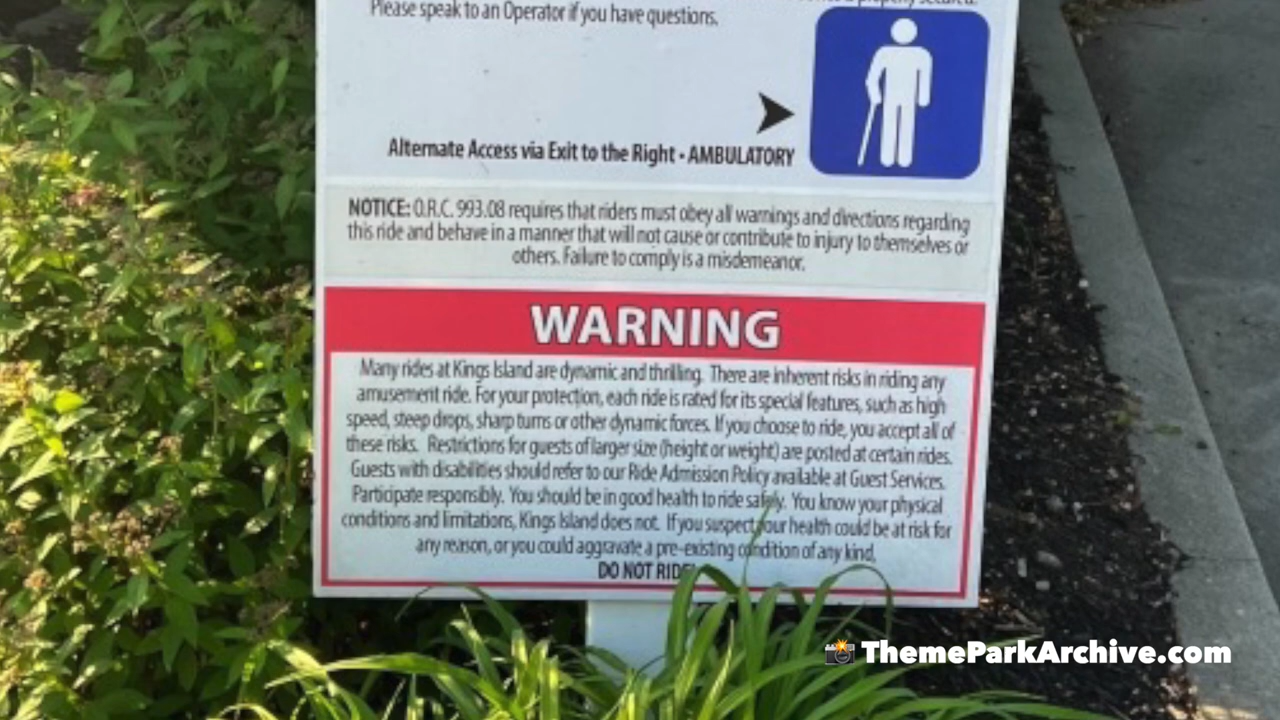 properly secured.
Please speak to an Operator if you have questions.
Alternate Access via Exit to the Right • AMBULATORY
NOTICE: O.R.C. 993.08 requires that riders must obey all warnings and directions regarding
this ride and behave in a manner that will not cause or contribute to injury to themselves or
others. Failure to comply is a misdemeanor.
WARNING
Many rides at Kings Island are dynamic and thrilling. There are inherent risks in riding any
amusement ride. For your protection, each ride is rated for its special features, such as high
speed, steep drops, sharp turns or other dynamic forces. If you choose to ride, you accept all of
these risks. Restrictions for guests of larger size (height or weight) are posted at certain rides.
Guests with disabilities should refer to our Ride Admission Policy available at Guest Services.
Participate responsibly. You should be in good health to ride safely. You know your physical
conditions and limitations, Kings Island does not. If you suspect your health could be at risk for
any reason, or you could aggravate a pre-existing condition of any kind,
DO NOT RIDE!
ThemeParkArchive.com